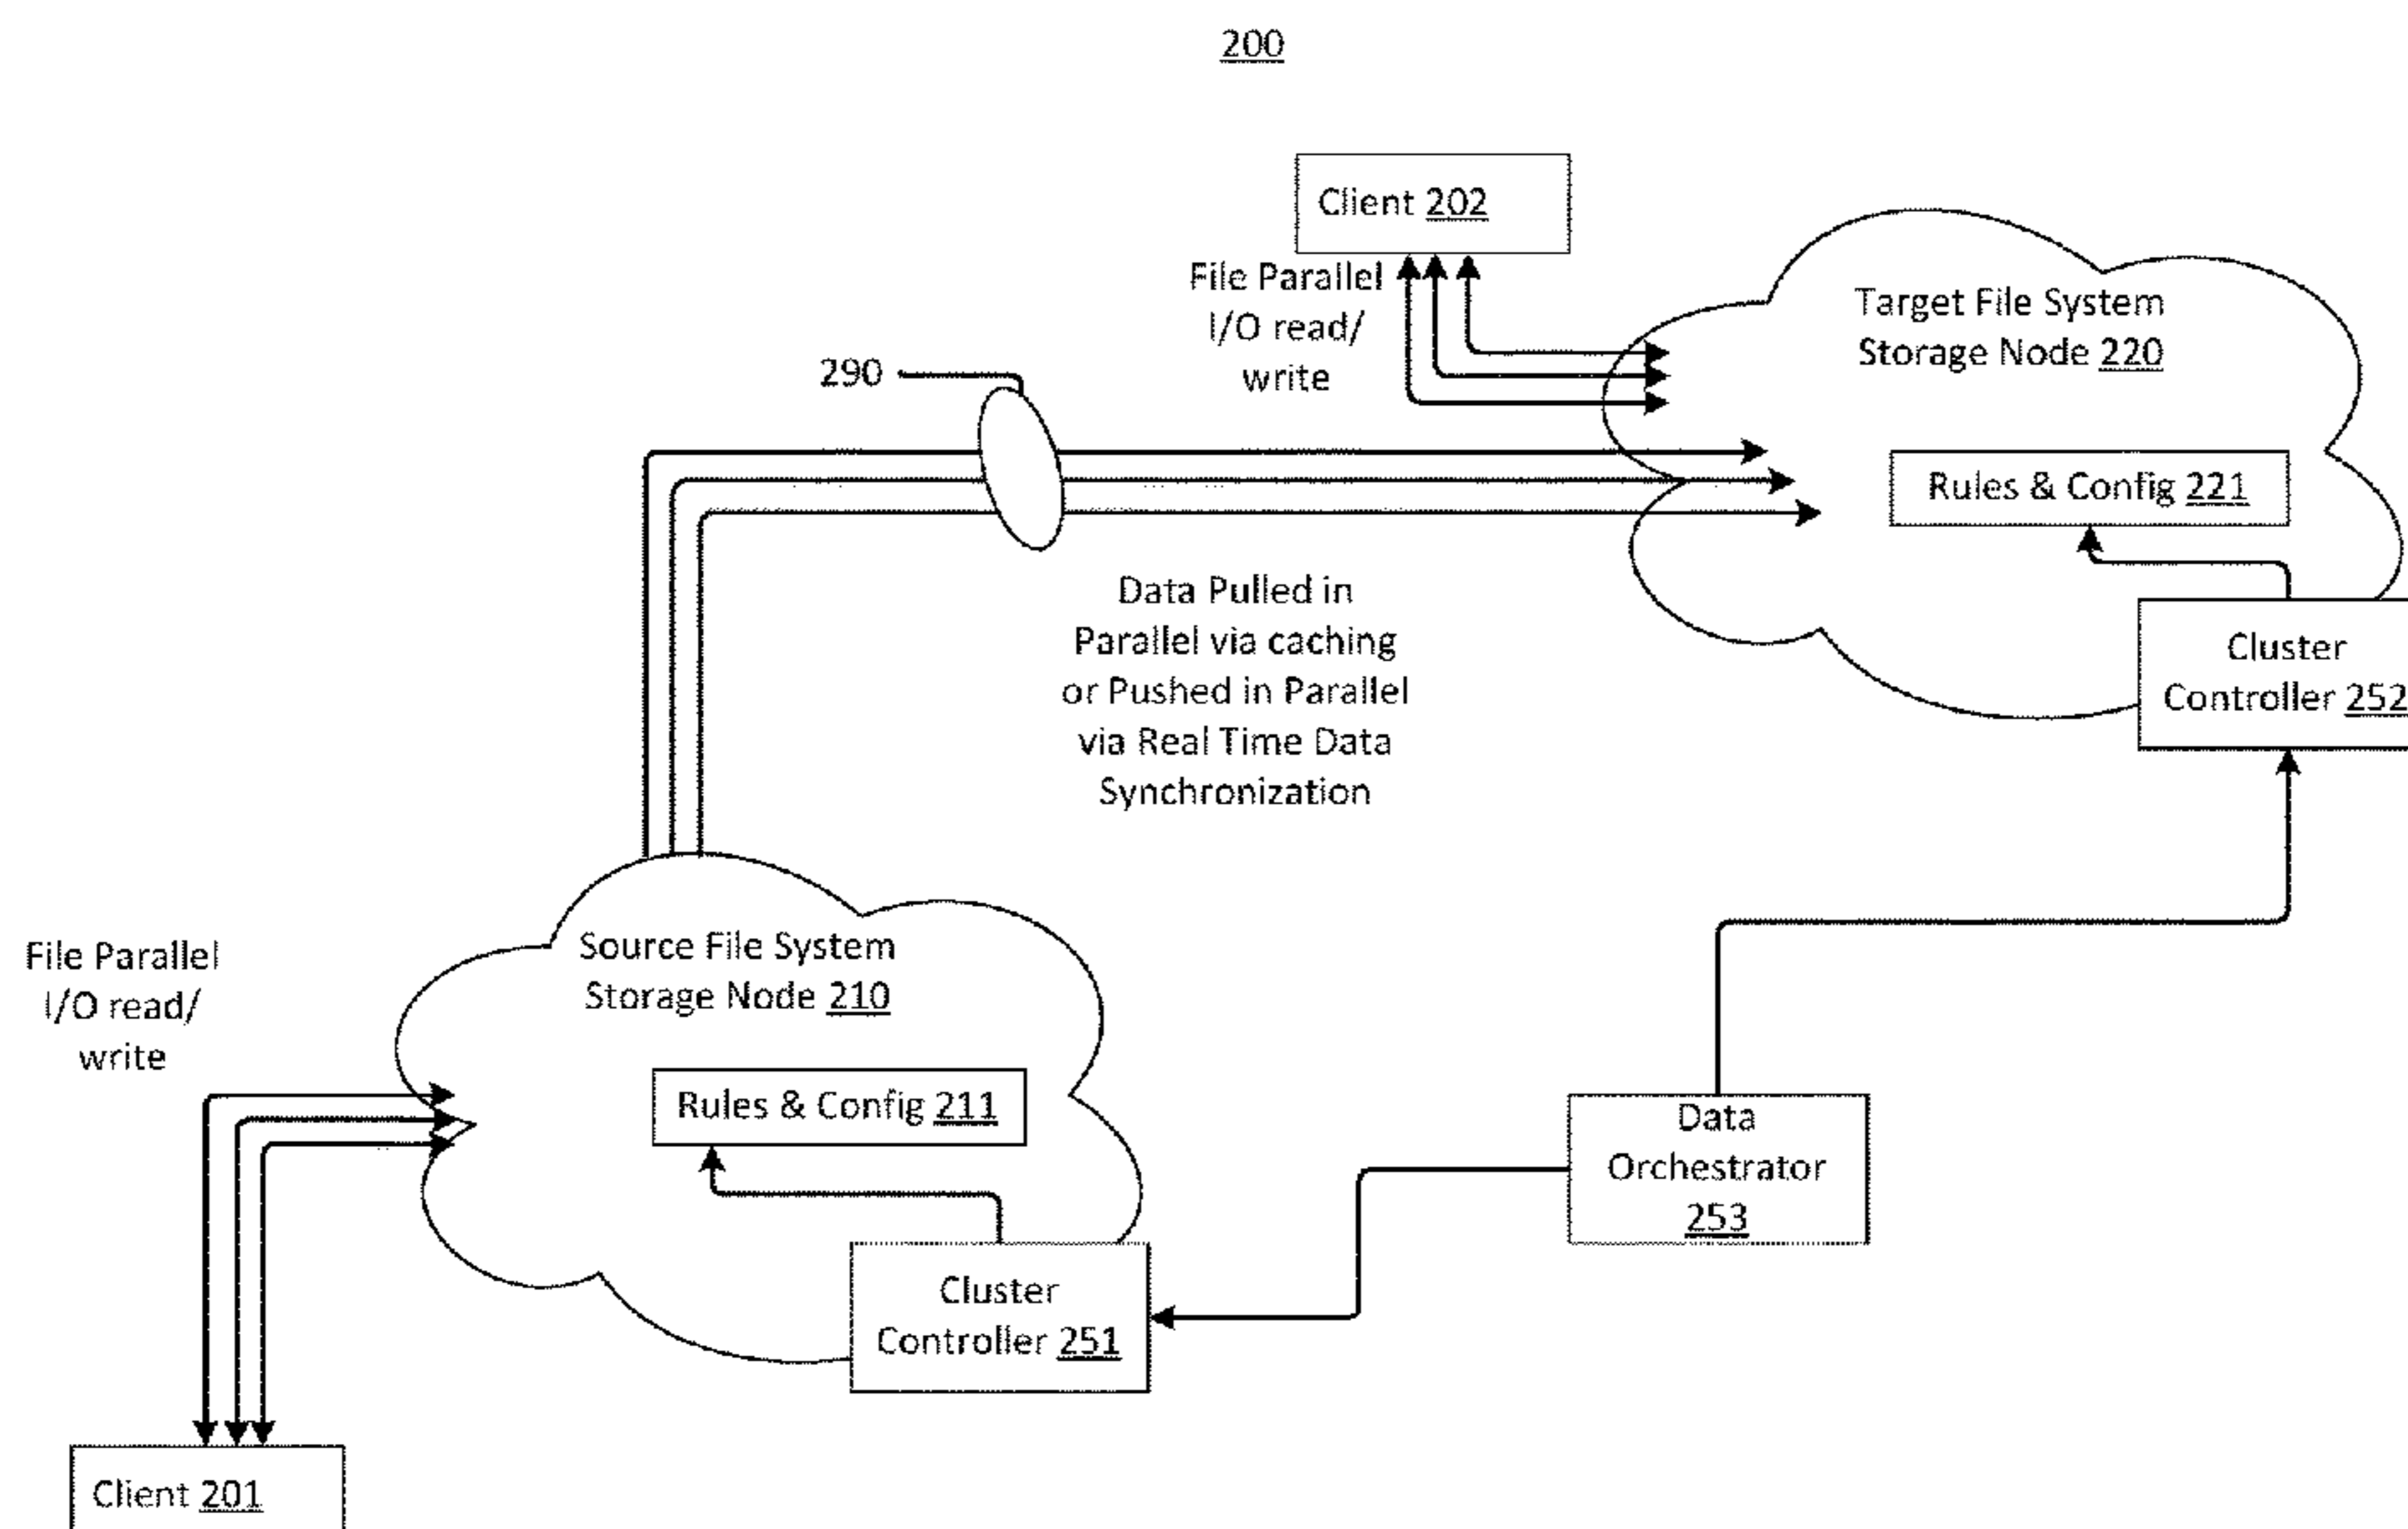 200
Client 202
File Parallel
I/O read/
write
Target File System
Storage Node 220
290
Rules & Config 221
Data Pulled in
Parallel via caching
or Pushed in Parallel
via Real Time Data
Synchronization
Cluster
Controller 252
File Parallel
I/O read/
write
Source File System
Storage Node 210
Rules & Config 211
Data
Orchestrator
253
Cluster
Controller 251
Client 201